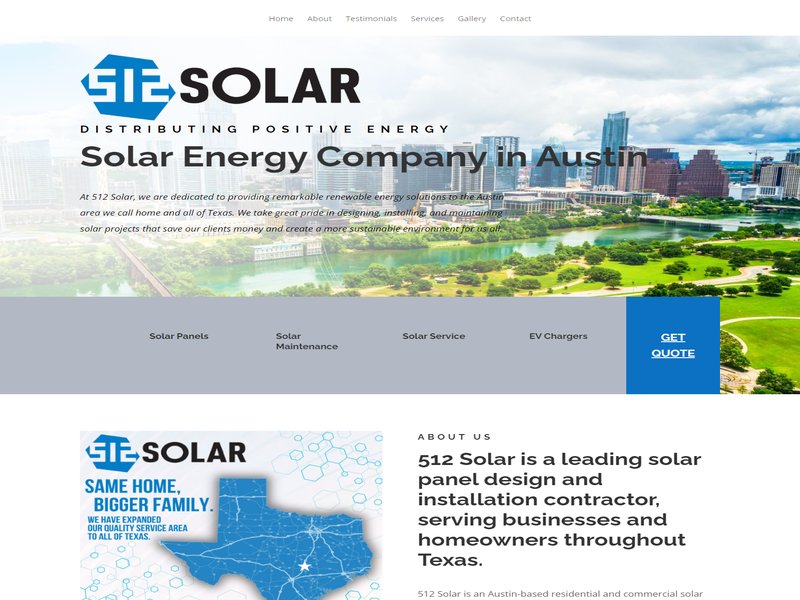 Home About Testimonials Services Gallery Contact
512 SOLAR
DISTRIBUTING POSITIVE ENERGY
Solar Energy Company in Austin
At 512 Solar, we are dedicated to providing remarkable renewable energy solutions to the Austin
area we call home and all of Texas. We take great pride in designing, installing, and maintaining
solar projects that save our clients money and create a more sustainable environment for us all.
Solar Panels
Solar
Maintenance
Solar Service
EV Chargers
GET
QUOTE
512 SOLAR
SAME HOME,
BIGGER FAMILY.
WE HAVE EXPANDED
OUR QUALITY SERVICE AREA
TO ALL OF TEXAS.
ABOUT US
512 Solar is a leading solar
panel design and
installation contractor,
serving businesses and
homeowners throughout
Texas.
512 Solar is an Austin-based residential and commercial solar